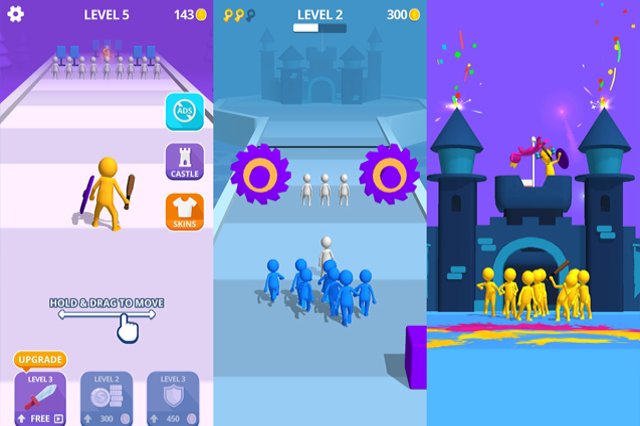 LEVEL 5
143
ADS
CASTLE
SKINS
HOLD & DRAG TO MOVE
UPGRADE
LEVEL 3
FREE
LEVEL 2
300
LEVEL 3
450
LEVEL 2
300